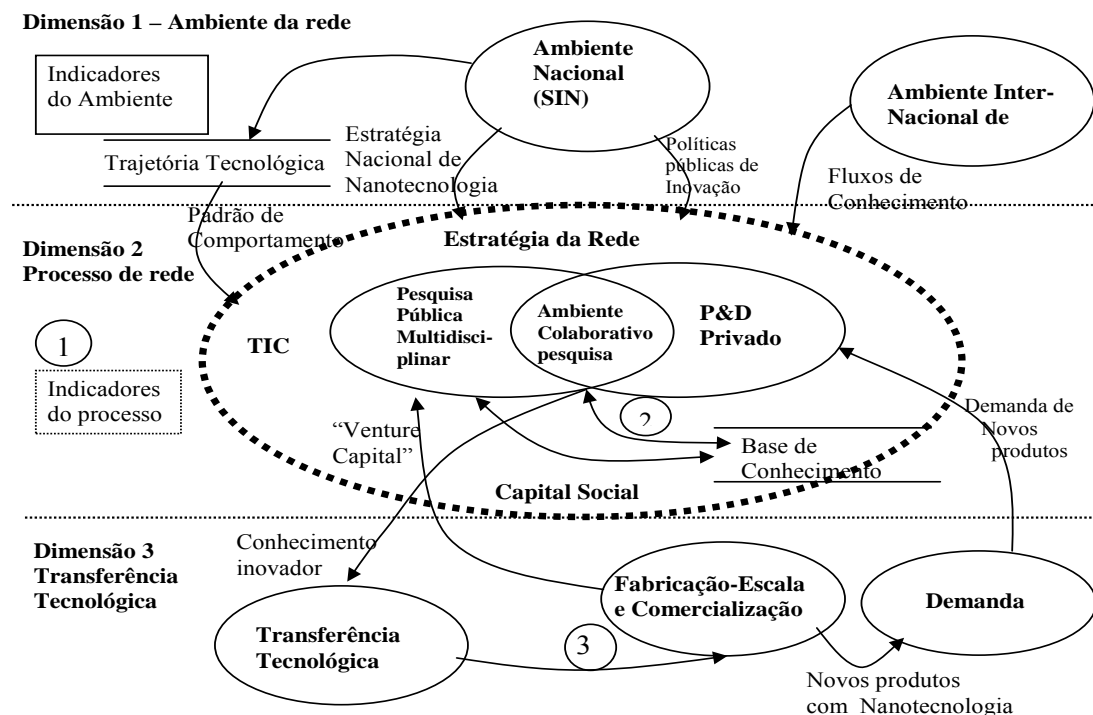 Dimensão 1 – Ambiente da rede
Indicadores
do Ambiente
Ambiente
Nacional
(SIN)
Ambiente Inter-
Nacional de
Trajetória Tecnológica
Estratégia
Nacional de
Nanotecnologia
Políticas
públicas de
Inovação
Fluxos de
Conhecimento
Padrão de
Comportamento
Dimensão 2
Processo de rede
Estratégia da Rede
1
Indicadores
do processo
TIC
Pesquisa
Pública
Multidisci-
plinar
Ambiente
Colaborativo
pesquisa
P&D
Privado
2
“Venture
Capital”
Base de
Conhecimento
Demanda de
Novos
produtos
Capital Social
Dimensão 3
Transferência
Tecnológica
Conhecimento
inovador
Transferência
Tecnológica
3
Fabricação-Escala
e Comercialização
Demanda
Novos produtos
com Nanotecnologia